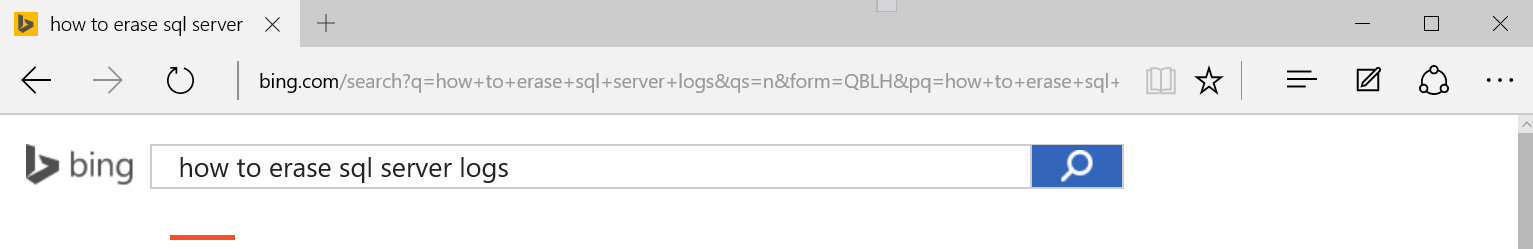 how to erase sql server
bing.com/search?q=how+to+erase+sql+server+logs&qs=n&form=QBLH&pq=how+to+erase+sql+
bing how to erase sql server logs